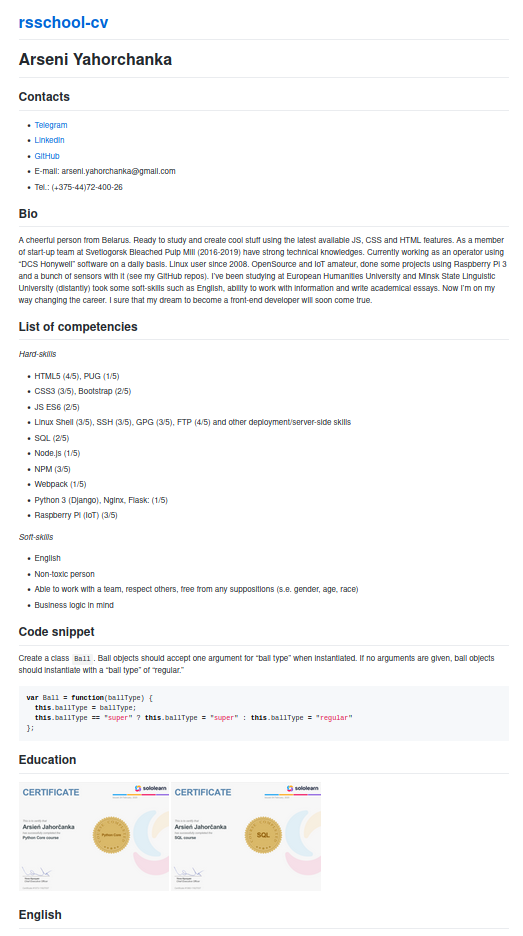 rsschool-cv
Arseni Yahorchanka
Contacts
Telegram
LinkedIn
GitHub
E-mail: arseni.yahorchanka@gmail.com
Tel.: (+375-44)72-400-26
Bio
A cheerful person from Belarus. Ready to study and create cool stuff using the latest available JS, CSS and HTML features. As a member
of start-up team at Svetlogorsk Bleached Pulp Mill (2016-2019) have strong technical knowledges. Currently working as an operator using
“DCS Honywell” software on a daily basis. Linux user since 2008. OpenSource and IoT amateur, done some projects using Raspberry Pi 3
and a bunch of sensors with it (see my GitHub repos). I’ve been studying at European Humanities University and Minsk State Linguistic
University (distantly) took some soft-skills such as English, ability to work with information and write academical essays. Now I’m on my
way changing the career. I sure that my dream to become a front-end developer will soon come true.
List of competencies
Hard-skills
HTML5 (4/5), PUG (1/5)
CSS3 (3/5), Bootstrap (2/5)
JS ES6 (2/5)
Linux Shell (3/5), SSH (3/5), GPG (3/5), FTP (4/5) and other deployment/server-side skills
SQL (2/5)
Node.js (1/5)
NPM (3/5)
Webpack (1/5)
Python 3 (Django), Nginx, Flask: (1/5)
Raspberry Pi (IoT) (3/5)
Soft-skills
English
Non-toxic person
Able to work with a team, respect others, free from any suppositions (s.e. gender, age, race)
Business logic in mind
Code snippet
Create a class Ball . Ball objects should accept one argument for “ball type” when instantiated. If no arguments are given, ball objects
should instantiate with a “ball type” of “regular.”
var Ball = function(ballType) {
this.ballType = ballType;
this.ballType == "super" ? this.ballType = "super" : this.ballType = "regular"
};
Education
CERTIFICATE sololearn
Arsień Jahorčanka
Python Core course
Python Core
CERTIFICATE sololearn
Arsień Jahorčanka
SQL course
SQL
English